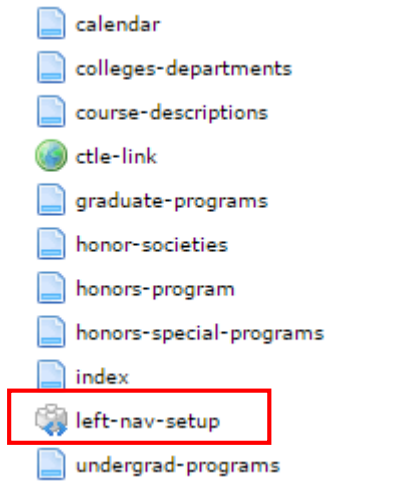 calendar
colleges-departments
course-descriptions
ctle-link
graduate-programs
honor-societies
honors-program
honors-special-programs
index
left-nav-setup
undergrad-programs